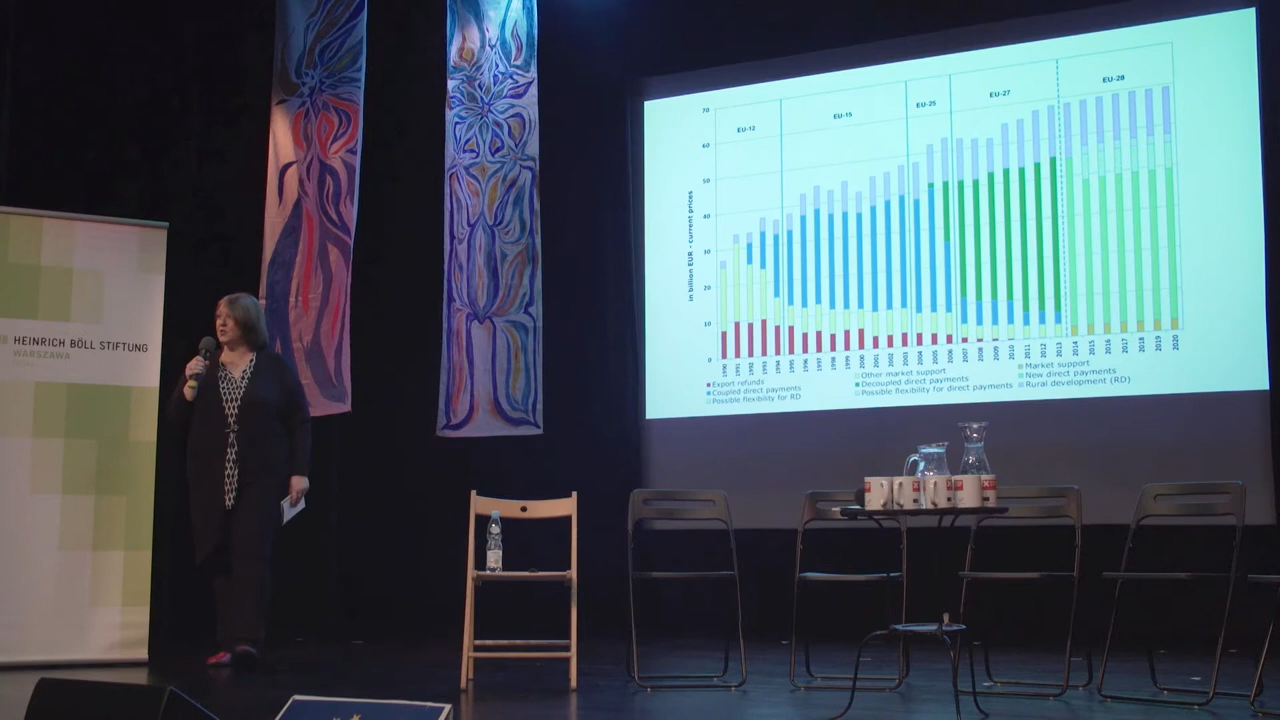 HEINRICH BÖLL STIFTUNG
WARSZAWA
EU-12
EU-15
EU-25
EU-27
EU-28
in billion EUR - current prices
70
60
50
40
30
20
10
0
1990 1991 1992 1993 1994 1995 1996 1997 1998 1999 2000 2001 2002 2003 2004 2005 2006 2007 2008 2009 2010 2011 2012 2013 2014 2015 2016 2017 2018 2019 2020
Export refunds
Coupled direct payments
Possible flexibility for RD
Other market support
Decoupled direct payments
Possible flexibility for direct payments
Market support
New direct payments
Rural development (RD)